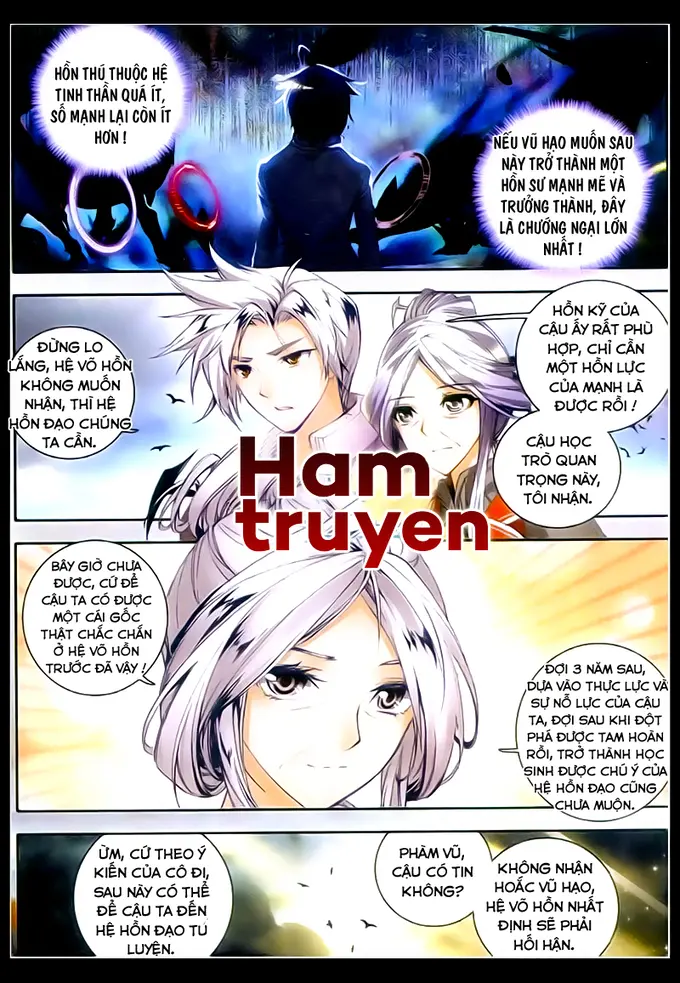 HỒN THÚ THUỘC HỆ
TINH THẦN QUÁ ÍT,
SỐ MẠNH LẠI CÒN ÍT
HƠN !
NẾU VŨ HẠO MUỐN SAU
NÀY TRỞ THÀNH MỘT
HỒN SƯ MẠNH MẼ VÀ
TRƯỞNG THÀNH, ĐÂY
LÀ CHƯỚNG NGẠI LỚN
NHẤT !
ĐỪNG LO
LẮNG, HỆ VÕ HỒN
KHÔNG MUỐN
NHẬN, THÌ HỆ
HỒN ĐẠO CHÚNG
TA CẦN.
HỒN KỸ CỦA
CẬU ẤY RẤT PHÙ
HỢP, CHỈ CẦN
MỘT HỒN LỰC
CỦA MẠNH LÀ
ĐƯỢC RỒI !
CẬU HỌC
TRÒ QUAN
TRỌNG NÀY,
TÔI NHẬN.
Ham
truyen
BÂY GIỜ CHƯA
ĐƯỢC, CỨ ĐỂ
CẬU TA CÓ ĐƯỢC
MỘT CÁI GỐC
THẬT CHẮC CHẮN
Ở HỆ VÕ HỒN
TRƯỚC ĐÃ VẬY !
ĐỢI 3 NĂM SAU,
DỰA VÀO THỰC LỰC VÀ
SỰ NỖ LỰC CỦA CẬU
TA, ĐỢI SAU KHI ĐỘT
PHÁ ĐƯỢC TAM HOÀN
RỒI, TRỞ THÀNH HỌC
SINH ĐƯỢC CHÚ Ý CỦA
HỆ HỒN ĐẠO CŨNG
CHƯA MUỘN.
ỪM, CỨ THEO Ý
KIẾN CỦA CÔ ĐI,
SAU NÀY CÓ THỂ
ĐỂ CẬU TA ĐẾN
HỆ HỒN ĐẠO TU
LUYỆN.
PHÀM VŨ,
CẬU CÓ TIN
KHÔNG?
KHÔNG NHẬN
HOẮC VŨ HẠO,
HỆ VÕ HỒN NHẤT
ĐỊNH SẼ PHẢI
HỐI HẬN.